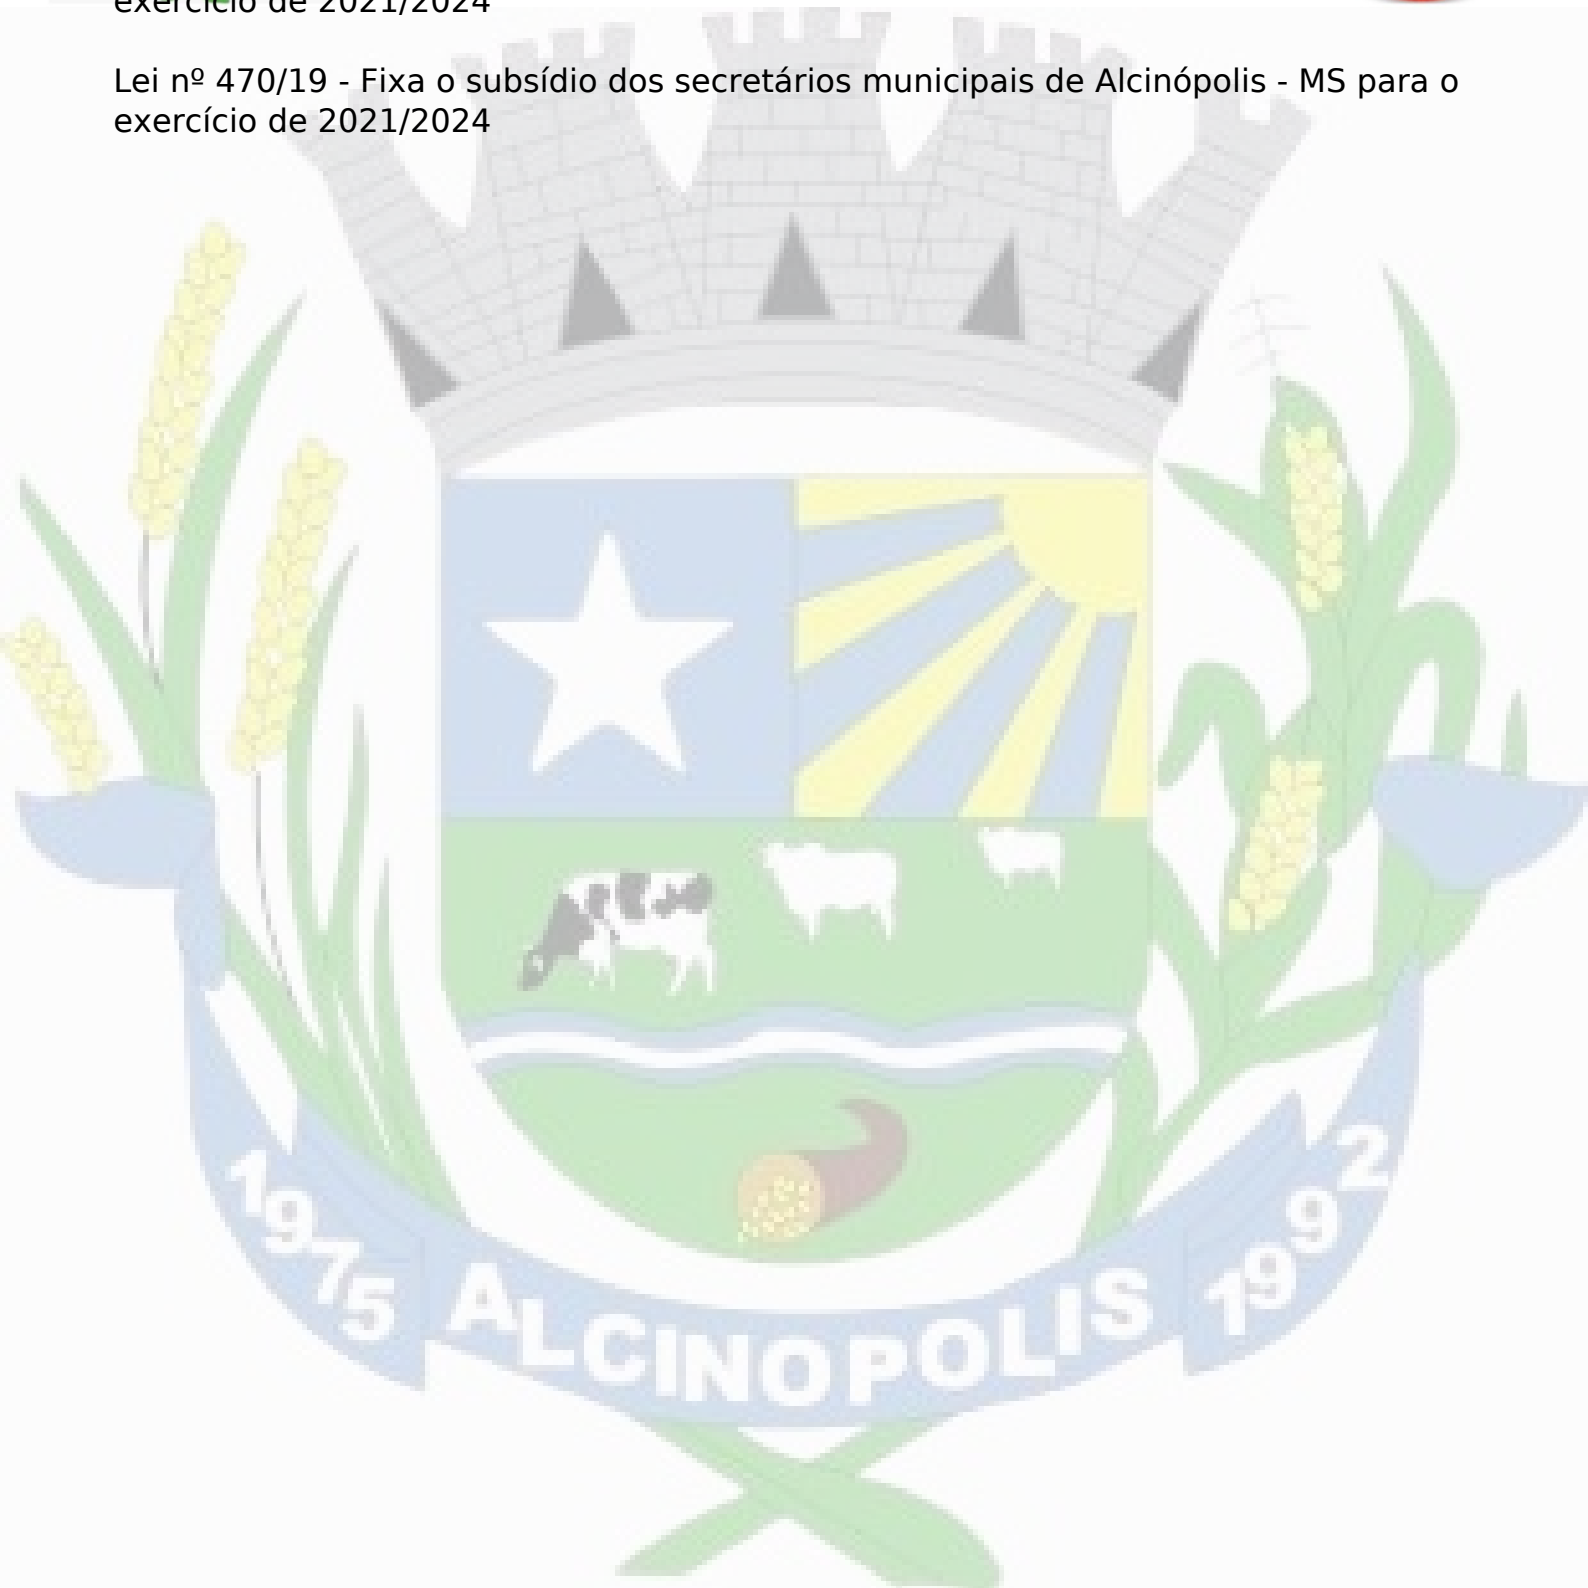 exercício de 2021/2024
Lei nº 470/19 - Fixa o subsídio dos secretários municipais de Alcinópolis - MS para o
exercício de 2021/2024
1975 ALCINOPOLIS 1992